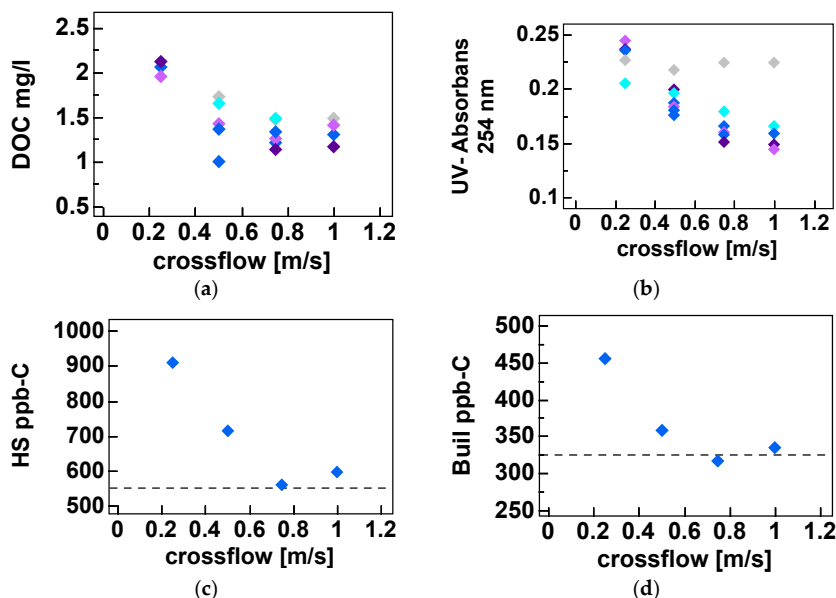 2.5
2
1.5
1
0.5
DOC mg/l
0 0.2 0.4 0.6 0.8 1 1.2
crossflow [m/s]
(a)
0.25
0.2
0.15
0.1
UV- Absorbans
254 nm
0 0.2 0.4 0.6 0.8 1 1.2
crossflow [m/s]
(b)
1000
900
800
700
600
500
HS ppb-C
0 0.2 0.4 0.6 0.8 1 1.2
crossflow [m/s]
(c)
500
450
400
350
300
250
Buil ppb-C
0 0.2 0.4 0.6 0.8 1 1.2
crossflow [m/s]
(d)